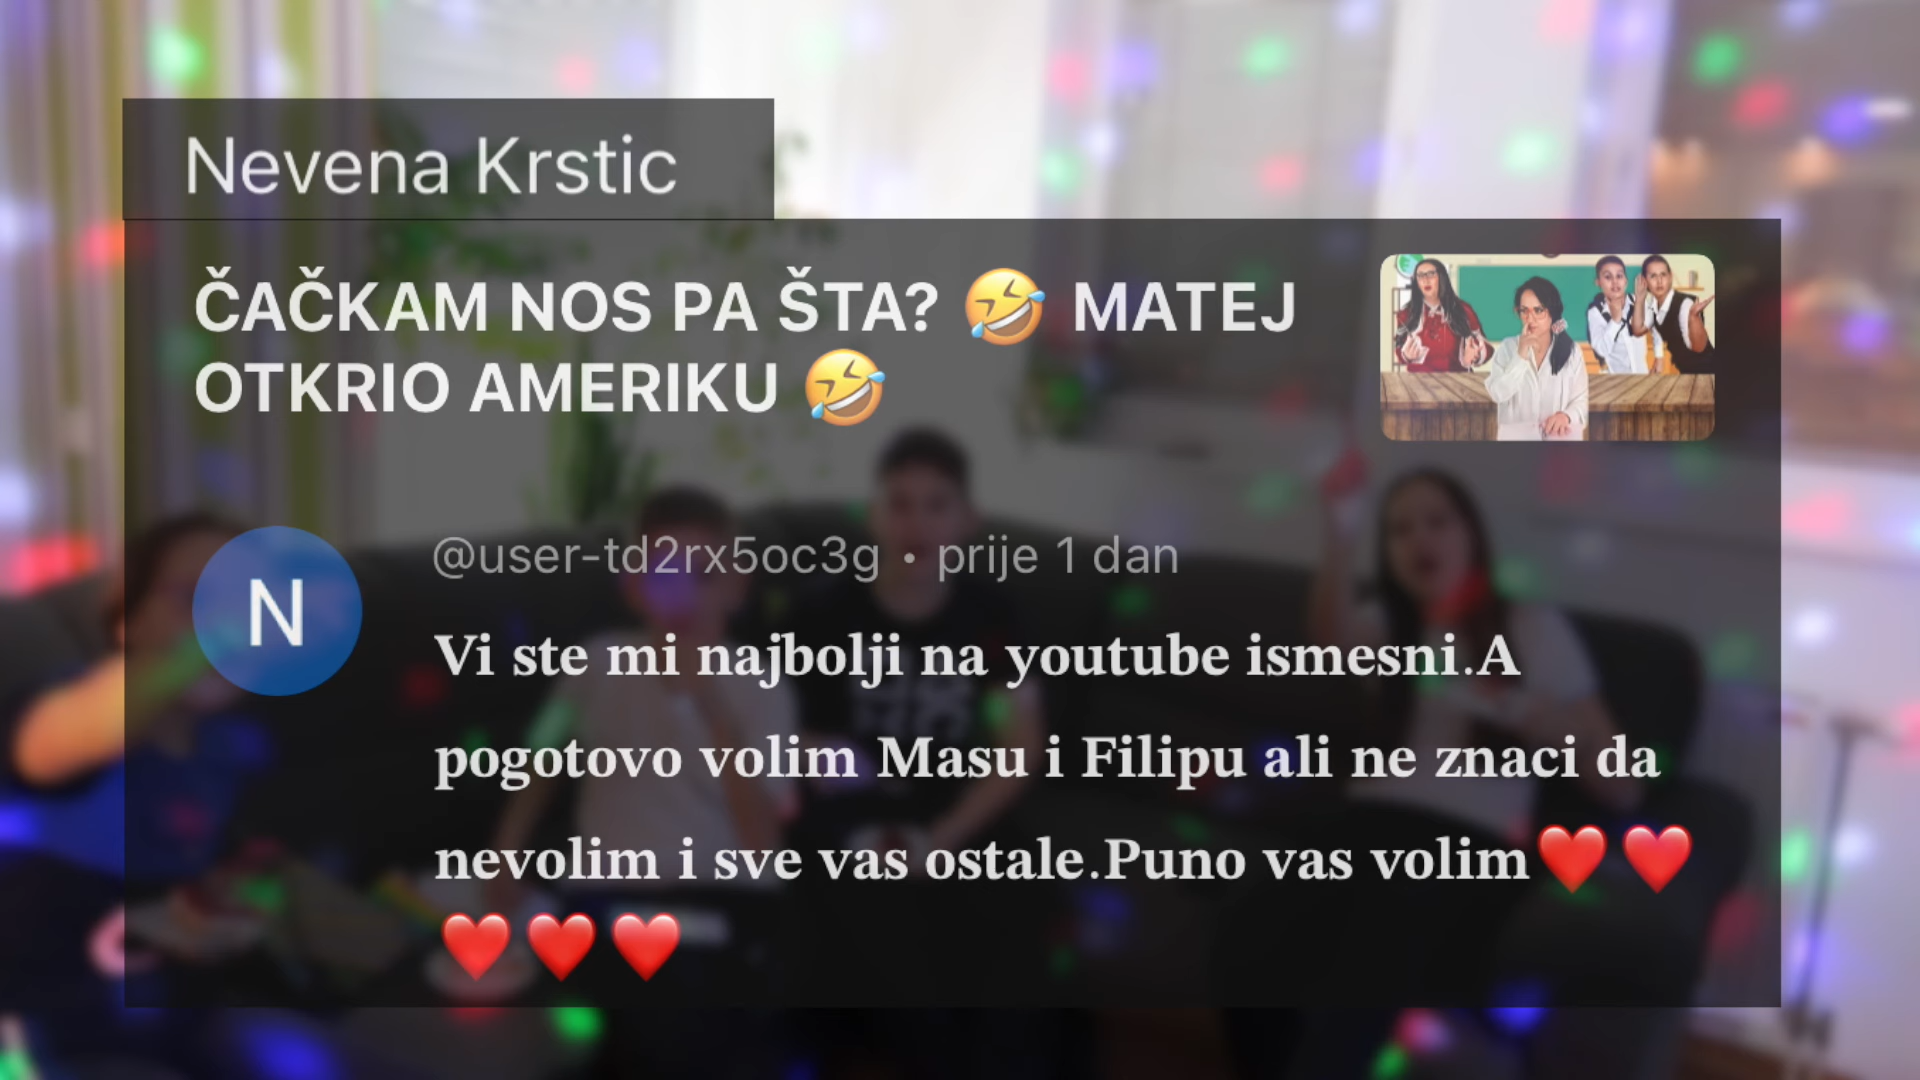 Nevena Krstic
ČAČKAM NOS PA ŠTA? 🤣 MATEJ
OTKRIO AMERIKU 🤣
N
@user-td2rx5oc3g • prije 1 dan
Vi ste mi najbolji na youtube ismesni.A
pogotovo volim Masu i Filipu ali ne znaci da
nevolim i sve vas ostale.Puno vas volim❤️❤️
❤️❤️❤️